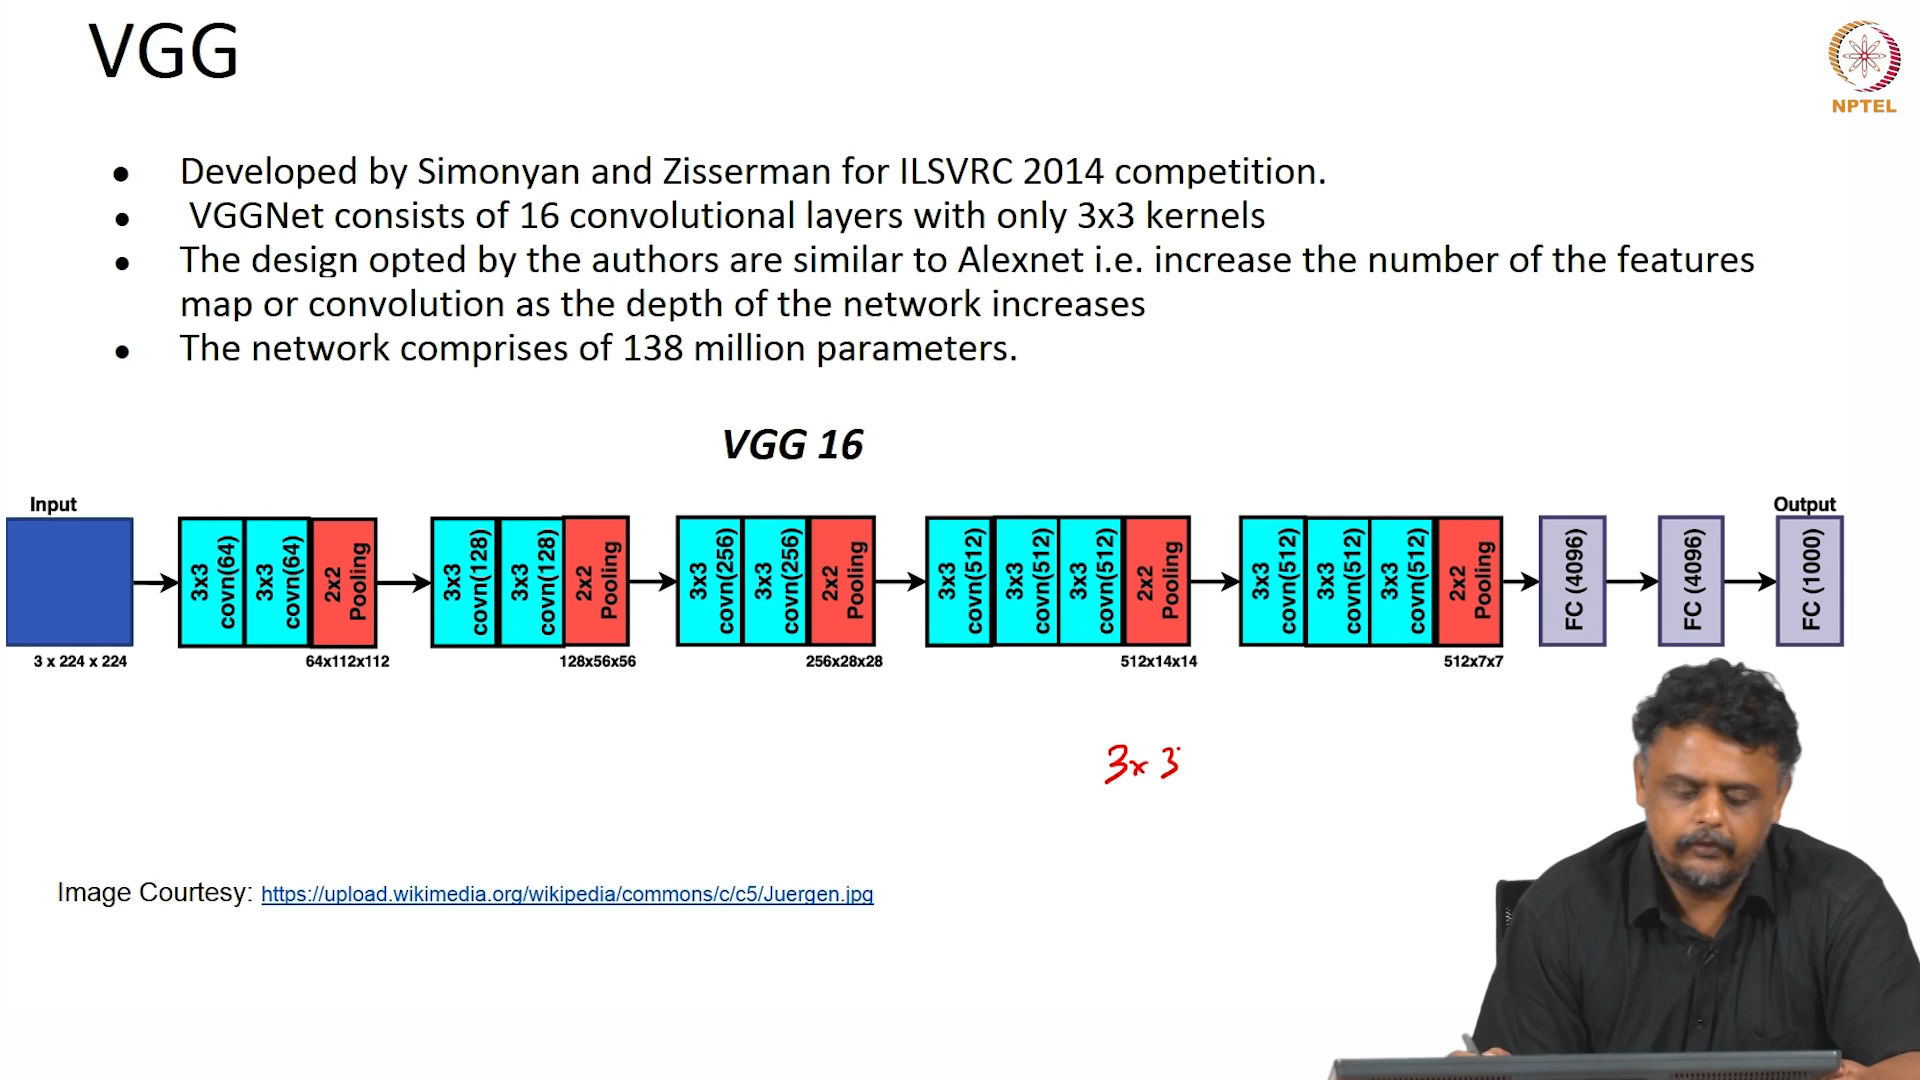 VGG
NPTEL
● Developed by Simonyan and Zisserman for ILSVRC 2014 competition.
● VGGNet consists of 16 convolutional layers with only 3x3 kernels
● The design opted by the authors are similar to Alexnet i.e. increase the number of the features
map or convolution as the depth of the network increases
● The network comprises of 138 million parameters.
VGG 16
Input
3 x 224 x 224
3x3
covn(64)
3x3
covn(64)
2x2
Pooling
64x112x112
3x3
covn(128)
3x3
covn(128)
2x2
Pooling
128x56x56
3x3
covn(256)
3x3
covn(256)
2x2
Pooling
256x28x28
3x3
covn(512)
3x3
covn(512)
3x3
covn(512)
2x2
Pooling
512x14x14
3x3
covn(512)
3x3
covn(512)
3x3
covn(512)
2x2
Pooling
512x7x7
FC (4096)
FC (4096)
Output
FC (1000)
3x 3
Image Courtesy: https://upload.wikimedia.org/wikipedia/commons/c/c5/Juergen.jpg